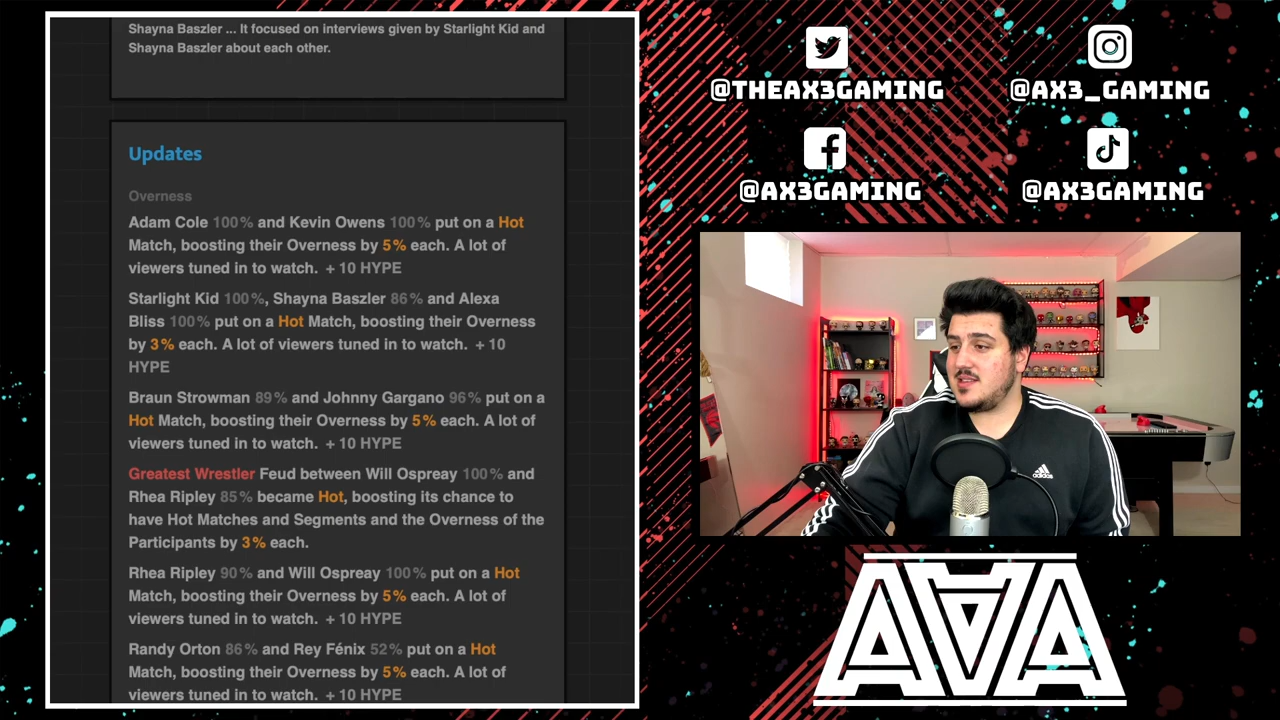 Shayna Baszler ... It focused on interviews given by Starlight Kid and
Shayna Baszler about each other.
Updates
Overness
Adam Cole 100% and Kevin Owens 100% put on a Hot
Match, boosting their Overness by 5% each. A lot of
viewers tuned in to watch. + 10 HYPE
Starlight Kid 100%, Shayna Baszler 86% and Alexa
Bliss 100% put on a Hot Match, boosting their Overness
by 3% each. A lot of viewers tuned in to watch. + 10
HYPE
Braun Strowman 89% and Johnny Gargano 96% put on a
Hot Match, boosting their Overness by 5% each. A lot of
viewers tuned in to watch. + 10 HYPE
Greatest Wrestler Feud between Will Ospreay 100% and
Rhea Ripley 85% became Hot, boosting its chance to
have Hot Matches and Segments and the Overness of the
Participants by 3% each.
Rhea Ripley 90% and Will Ospreay 100% put on a Hot
Match, boosting their Overness by 5% each. A lot of
viewers tuned in to watch. + 10 HYPE
Randy Orton 86% and Rey Fénix 52% put on a Hot
Match, boosting their Overness by 5% each. A lot of
viewers tuned in to watch. + 10 HYPE
@THEAX3GAMING
@AX3_GAMING
@AX3GAMING
@AX3GAMING
adidas